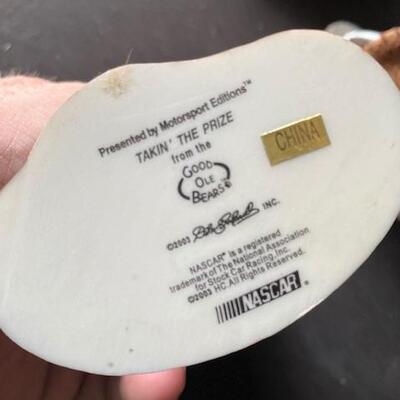 Presented by Motorsport Editions™
TAKIN' THE PRIZE
from the
GOOD
OLE
BEARS
CHINA
©2003 INC.
NASCAR® is a registered
trademark of The National Association
for Stock Car Racing, Inc.
©2003 HC. All Rights Reserved.
NASCAR®